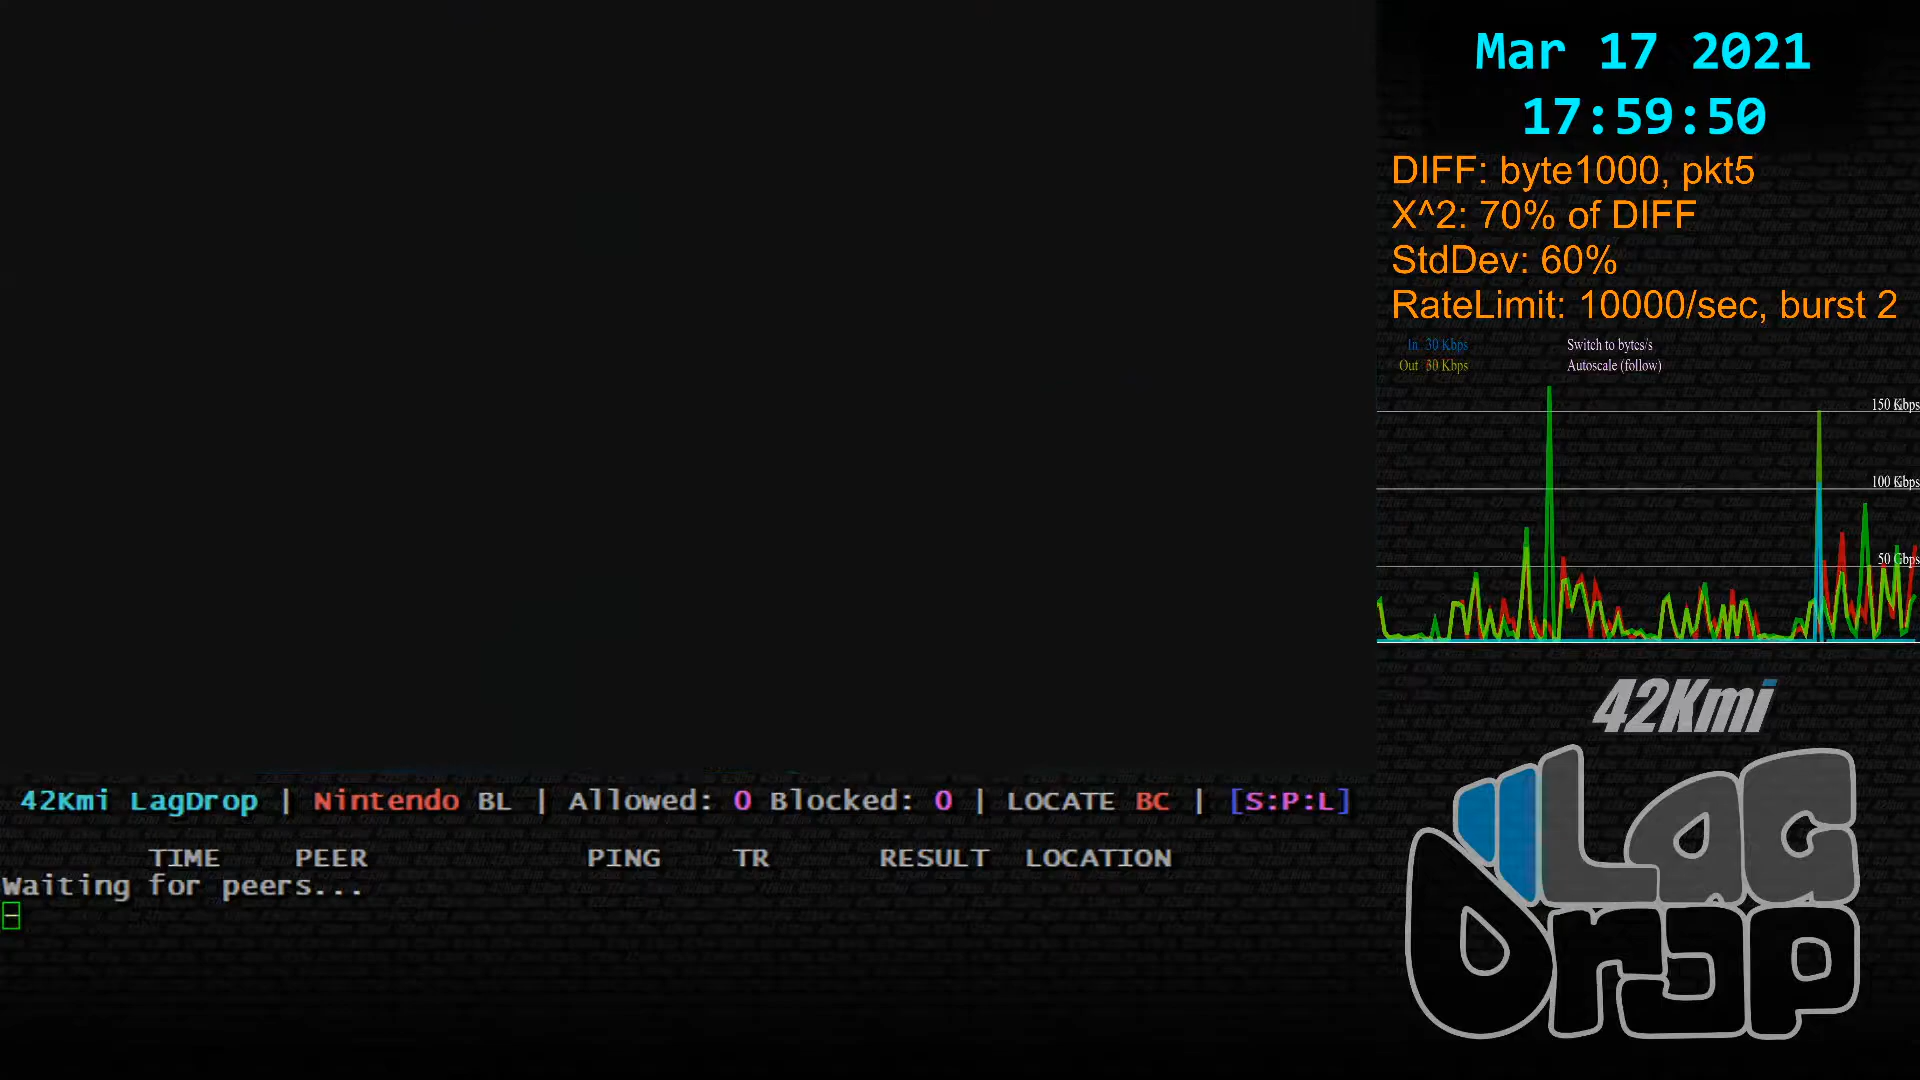 Mar 17 2021
17:59:50
DIFF: byte1000, pkt5
X^2: 70% of DIFF
StdDev: 60%
RateLimit: 10000/sec, burst 2
In 30 Kbps
Switch to bytes/s
Out 30 Kbps
Autoscale (follow)
150 Kbps
100 Kbps
50
42Kmi
LagDrop
42Kmi LagDrop | Nintendo BL | Allowed: 0 Blocked: 0 | LOCATE BC | [S:P:L]
TIME PEER PING TR RESULT LOCATION
Waiting for peers...